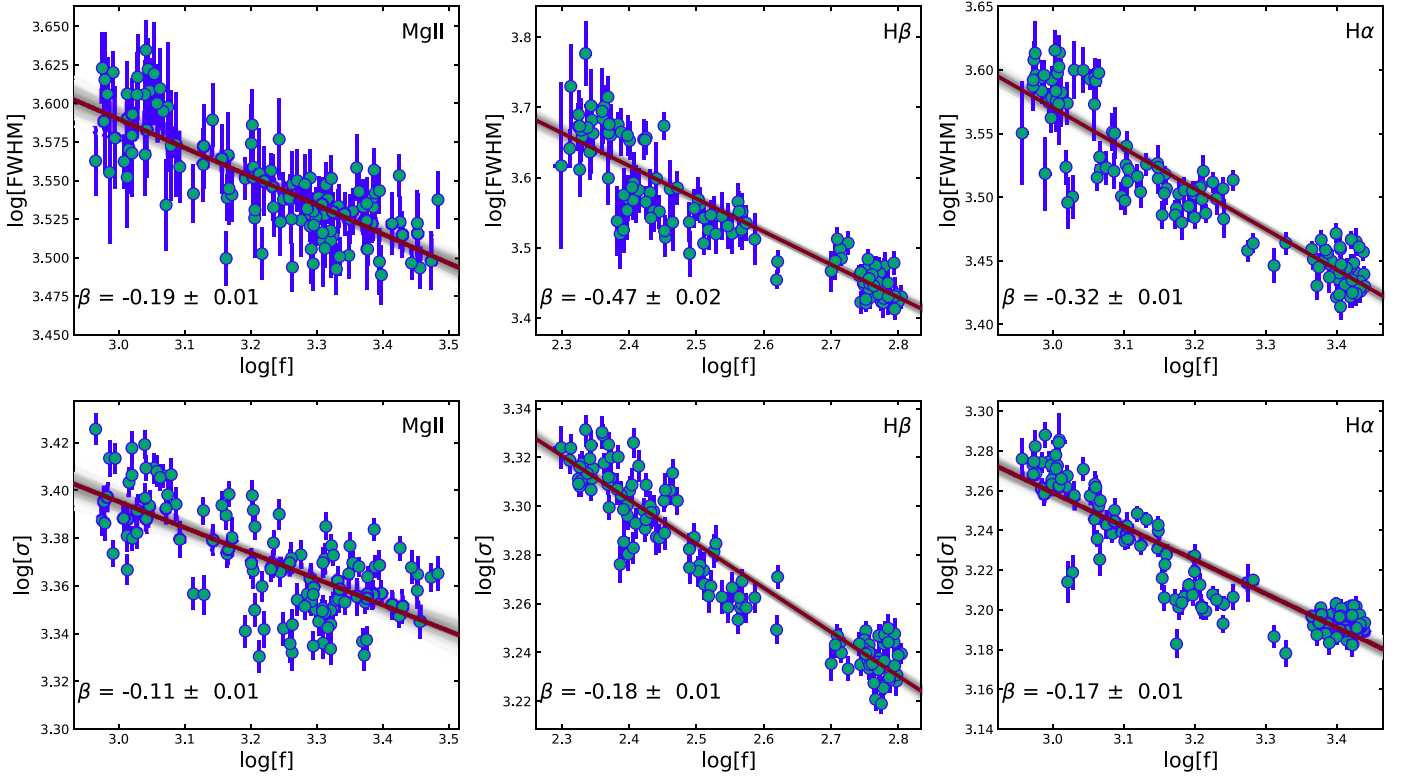 MgII
log[FWHM]
3.650
3.625
3.600
3.575
3.550
3.525
3.500
3.475
3.450
β = -0.19 ± 0.01
3.0 3.1 3.2 3.3 3.4 3.5
log[f]
Hβ
log[FWHM]
3.8
3.7
3.6
3.5
3.4
β = -0.47 ± 0.02
2.3 2.4 2.5 2.6 2.7 2.8
log[f]
Hα
log[FWHM]
3.65
3.60
3.55
3.50
3.45
3.40
β = -0.32 ± 0.01
3.0 3.1 3.2 3.3 3.4
log[f]
MgII
log[σ]
3.42
3.40
3.38
3.36
3.34
3.30
β = -0.11 ± 0.01
3.0 3.1 3.2 3.3 3.4 3.5
log[f]
Hβ
log[σ]
3.34
3.32
3.30
3.28
3.26
3.24
3.22
β = -0.18 ± 0.01
2.3 2.4 2.5 2.6 2.7 2.8
log[f]
Hα
log[σ]
3.30
3.28
3.26
3.24
3.22
3.20
3.18
3.16
3.14
β = -0.17 ± 0.01
3.0 3.1 3.2 3.3 3.4
log[f]